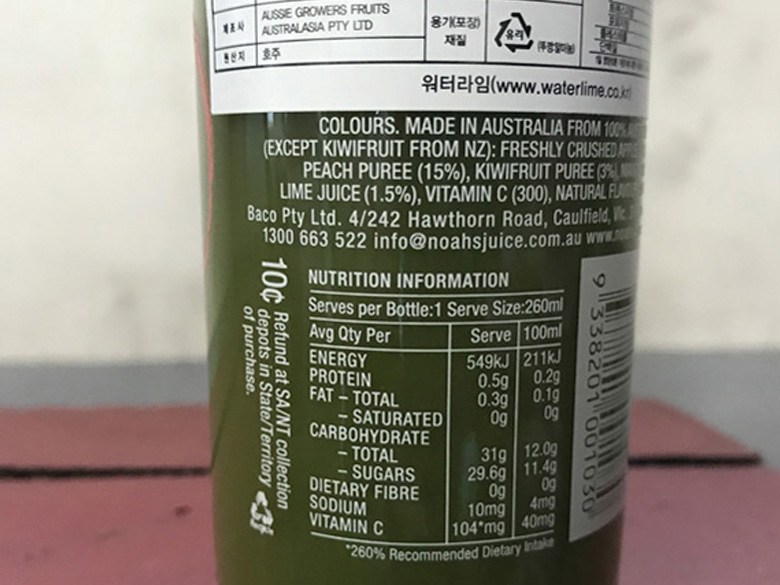 제조사 AUSSIE GROWERS FRUITS
AUSTRALASIA PTY LTD
용기(포장)
재질
유리
(뚜껑알미늄)
원산지 호주
워터라임(www.waterlime.co.kr)
COLOURS. MADE IN AUSTRALIA FROM 100%
(EXCEPT KIWIFRUIT FROM NZ): FRESHLY CRUSHED APPLE
PEACH PUREE (15%), KIWIFRUIT PUREE (3%),
LIME JUICE (1.5%), VITAMIN C (300), NATURAL
Baco Pty Ltd. 4/242 Hawthorn Road, Caulfield, Vic.
1300 663 522 info@noahsjuice.com.au
NUTRITION INFORMATION
Serves per Bottle:1 Serve Size:260ml
Avg Qty Per Serve 100ml
ENERGY 549kJ 211kJ
PROTEIN 0.5g 0.2g
FAT – TOTAL 0.3g 0.1g
– SATURATED 0g 0g
CARBOHYDRATE
– TOTAL 31g 12.0g
– SUGARS 29.6g 11.4g
DIETARY FIBRE 0g 0g
SODIUM 10mg 4mg
VITAMIN C 104*mg 40mg
*260% Recommended Dietary Intake
10¢ Refund at SA/NT collection
depots in State/Territory
of purchase.
9 338201 001030